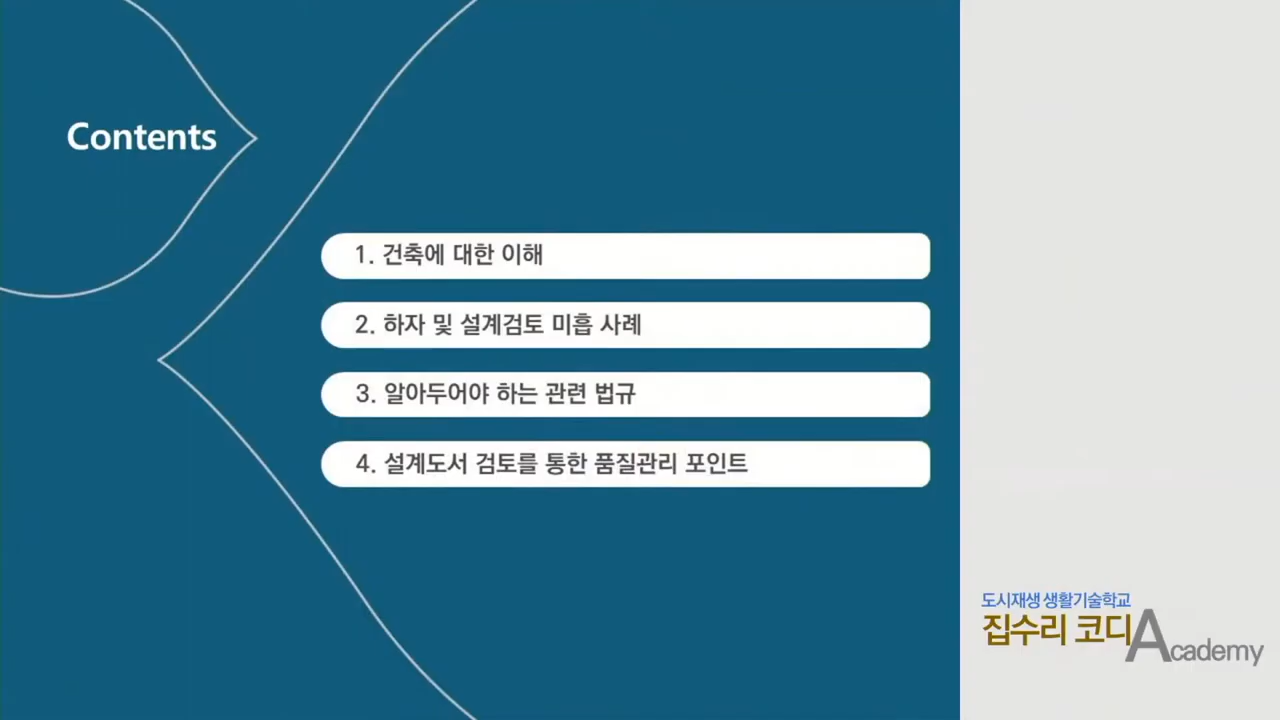 Contents
1. 건축에 대한 이해
2. 하자 및 설계검토 미흡 사례
3. 알아두어야 하는 관련 법규
4. 설계도서 검토를 통한 품질관리 포인트
도시재생 생활기술학교
집수리 코디Academy